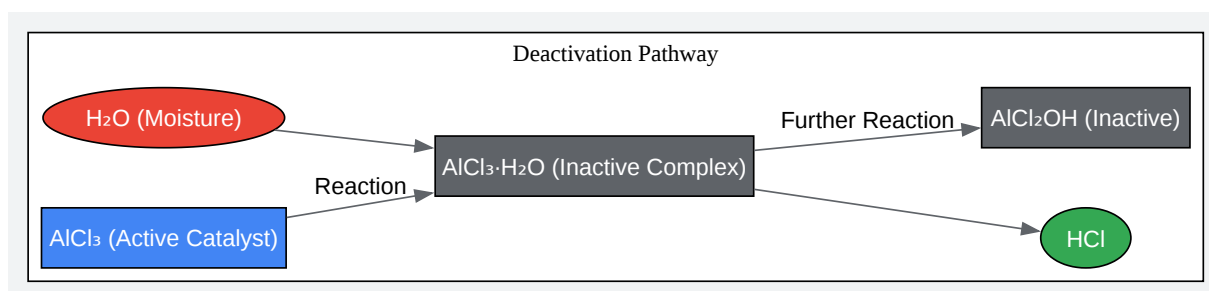 Deactivation Pathway
H₂O (Moisture)
AlCl₃ (Active Catalyst)
Reaction
AlCl₃·H₂O (Inactive Complex)
Further Reaction
AlCl₂OH (Inactive)
HCl